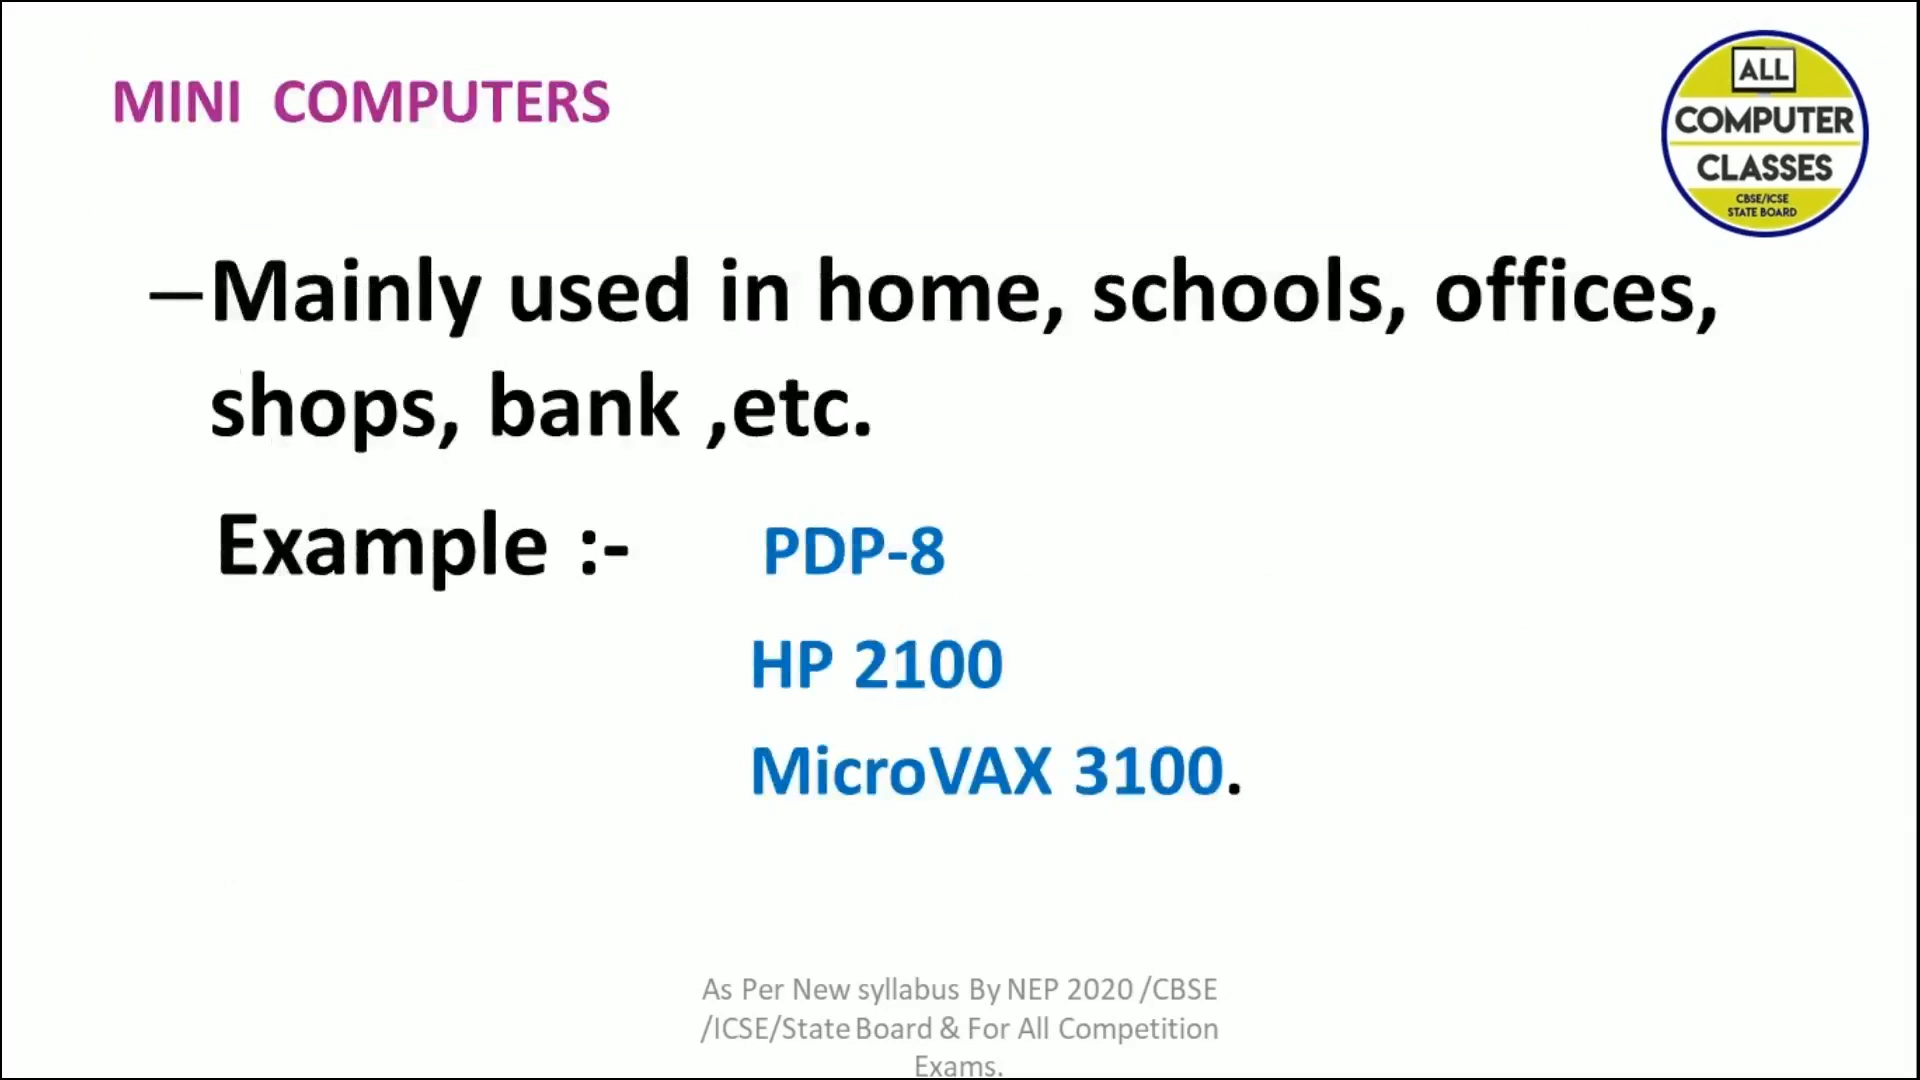 MINI COMPUTERS
ALL
COMPUTER
CLASSES
CBSE/ICSE
STATE BOARD
–Mainly used in home, schools, offices,
shops, bank ,etc.
Example :- PDP-8
HP 2100
MicroVAX 3100.
As Per New syllabus By NEP 2020 /CBSE
/ICSE/State Board & For All Competition
Exams.